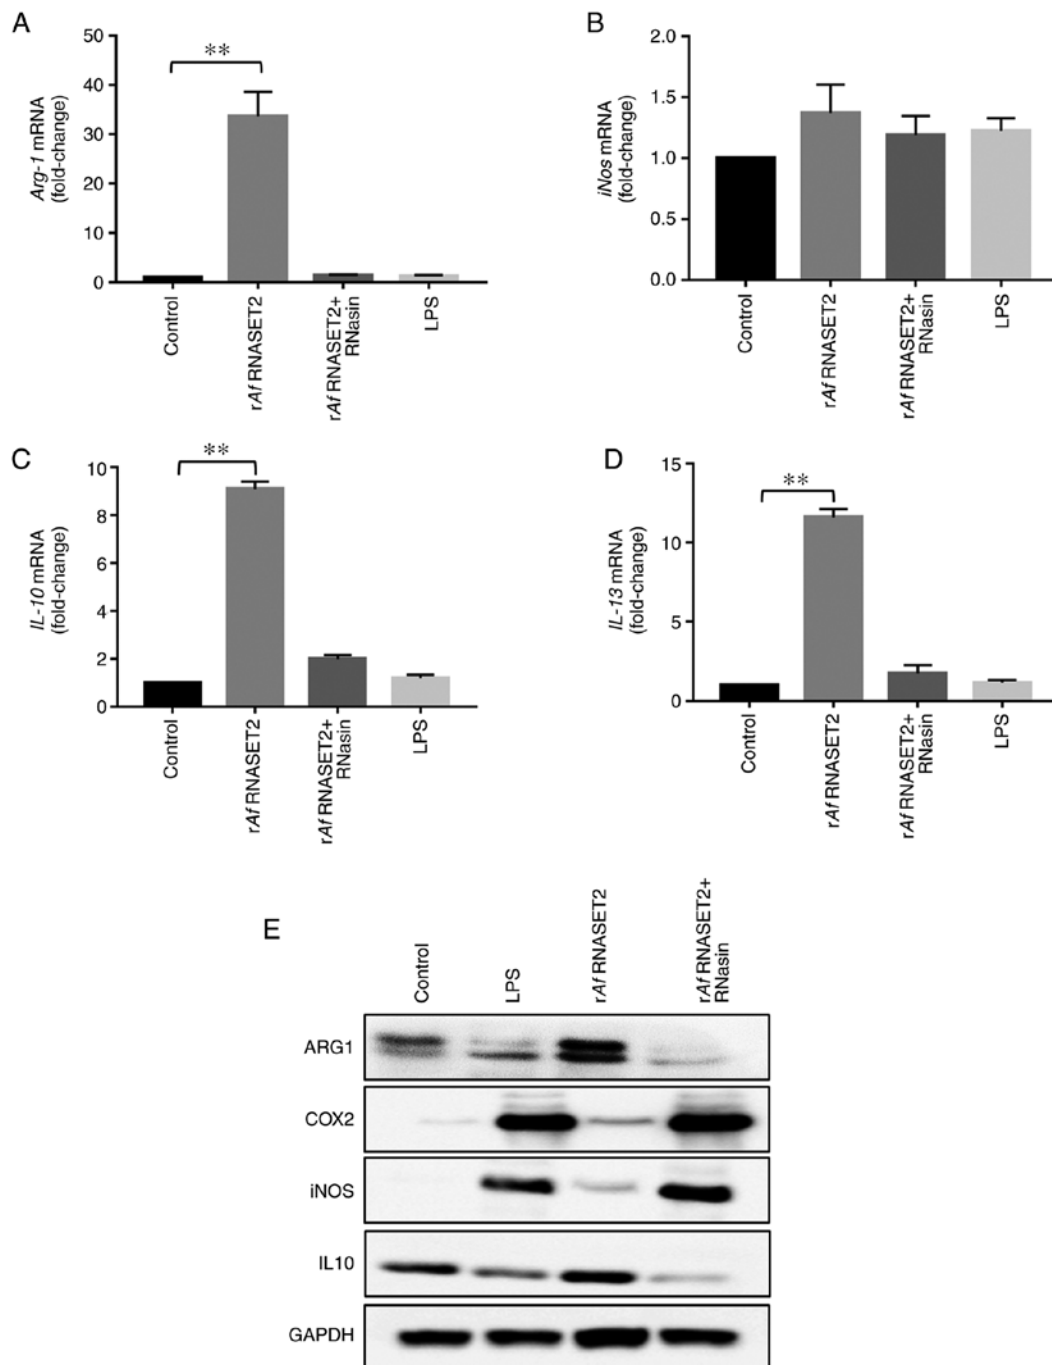 A
Arg-1 mRNA
(fold-change)
50
40
30
20
10
0
**
Control
rAf RNASET2
rAf RNASET2+
RNasin
LPS
B
iNos mRNA
(fold-change)
2.0
1.5
1.0
0.5
0.0
Control
rAf RNASET2
rAf RNASET2+
RNasin
LPS
C
IL-10 mRNA
(fold-change)
10
8
6
4
2
0
**
Control
rAf RNASET2
rAf RNASET2+
RNasin
LPS
D
IL-13 mRNA
(fold-change)
15
10
5
0
**
Control
rAf RNASET2
rAf RNASET2+
RNasin
LPS
E
Control
LPS
rAf RNASET2
rAf RNASET2+
RNasin
ARG1
COX2
iNOS
IL10
GAPDH